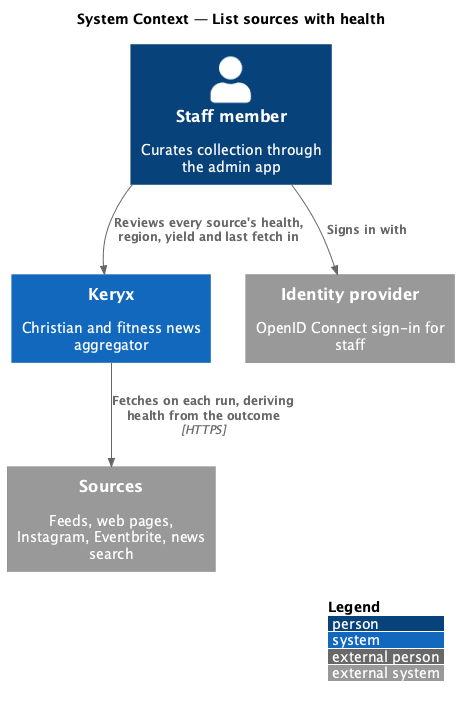 System Context — List sources with health
Staff member
Curates collection through
the admin app
Reviews every source's health,
region, yield and last fetch in
Signs in with
Keryx
Christian and fitness news
aggregator
Identity provider
OpenID Connect sign-in for
staff
Fetches on each run, deriving
health from the outcome
[HTTPS]
Sources
Feeds, web pages,
Instagram, Eventbrite, news
search
Legend
person
system
external person
external system